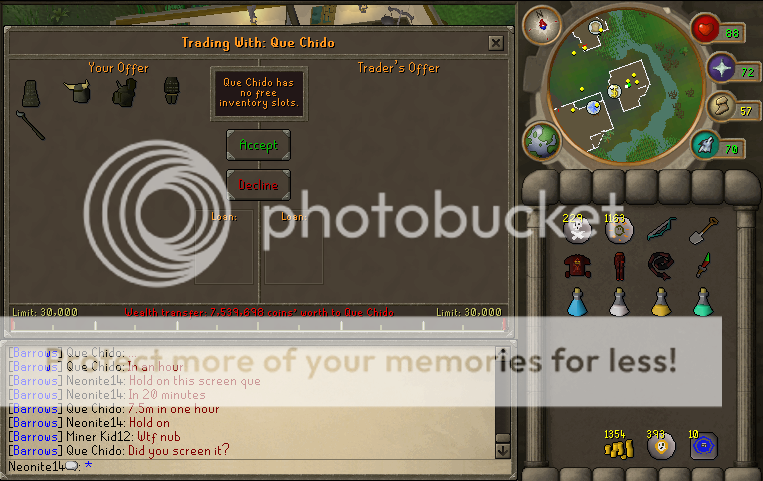 Trading With: Que Chido
Your Offer
Trader's Offer
Que Chido has
no free
inventory slots.
Accept
Decline
Loan:
Loan:
Limit: 30,000
Wealth transfer: 7,533,698 coins' worth to Que Chido
Limit: 30,000
[Barrows] Que Chido: ...
[Barrows] Que Chido: In an hour
[Barrows] Neonite14: Hold on this screen que
[Barrows] Neonite14: In 20 minutes
[Barrows] Que Chido: 7.5m in one hour
[Barrows] Neonite14: Hold on
[Barrows] Miner Kid12: Wtf nub
[Barrows] Que Chido: Did you screen it?
Neonite14: *
88
72
57
70
229
1163
1354
393
10
photobucket
Protect more of your memories for less!